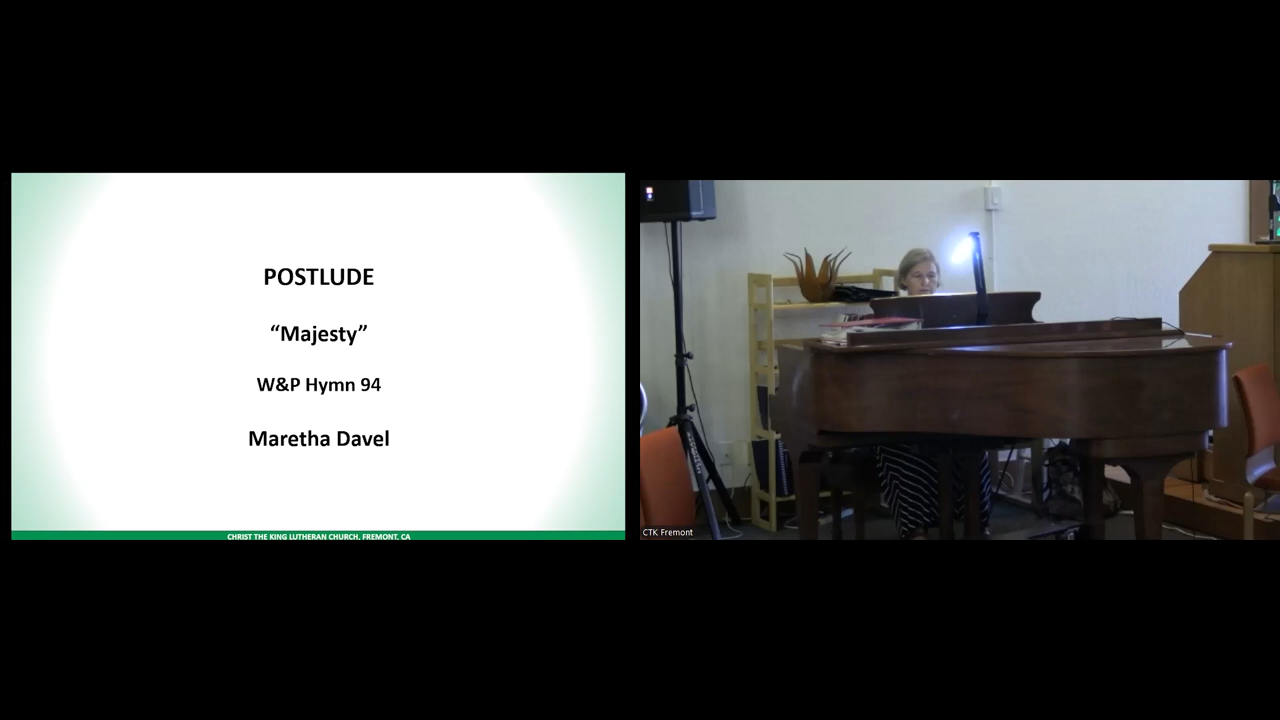 POSTLUDE
“Majesty”
W&P Hymn 94
Maretha Davel
CHRIST THE KING LUTHERAN CHURCH, FREMONT, CA
CTK Fremont